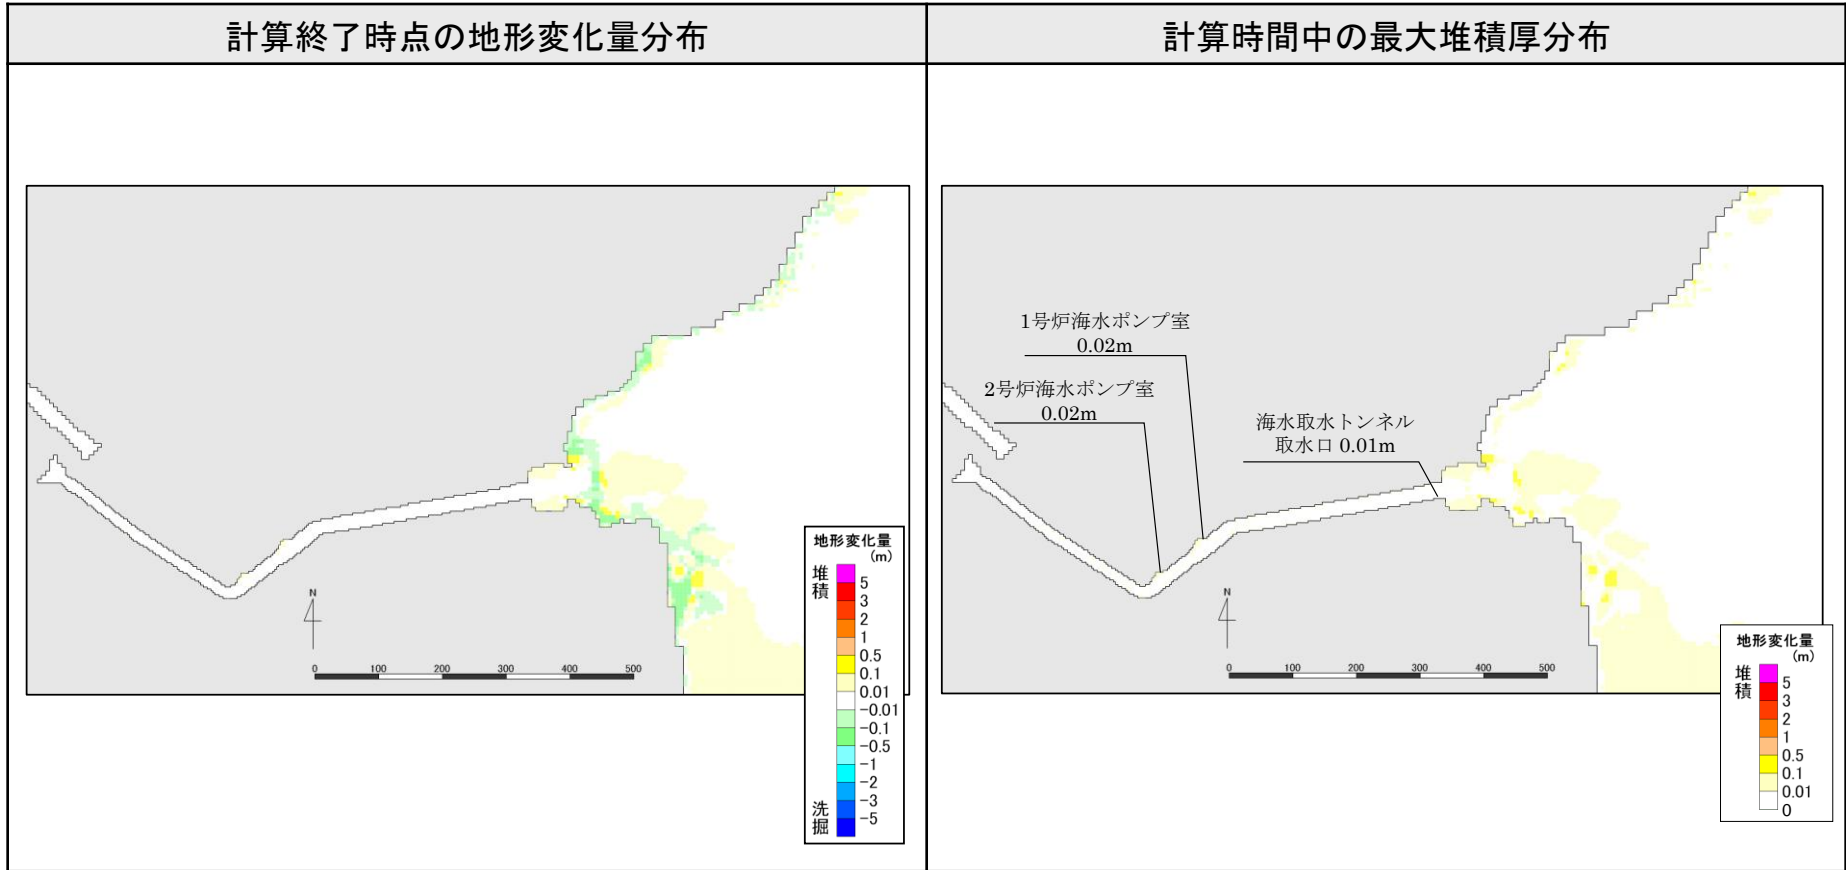 計算終了時点の地形変化量分布
計算時間中の最大堆積厚分布
N
0 100 200 300 400 500
地形変化量
(m)
堆積
5
3
2
1
0.5
0.1
0.01
-0.01
-0.1
-0.5
-1
-2
-3
-5
洗掘
1号炉海水ポンプ室
0.02m
2号炉海水ポンプ室
0.02m
海水取水トンネル
取水口 0.01m
N
0 100 200 300 400 500
地形変化量
(m)
堆積
5
3
2
1
0.5
0.1
0.01
0